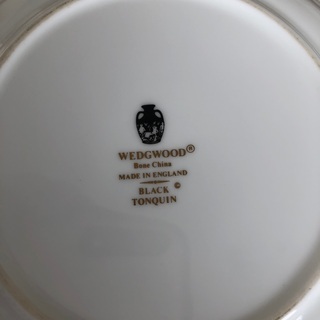 WEDGWOOD®
Bone China
MADE IN ENGLAND
BLACK ©
TONQUIN